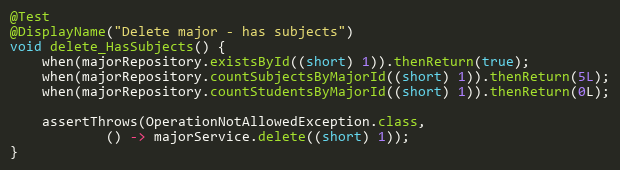 @Test
@DisplayName("Delete major - has subjects")
void delete_HasSubjects() {
    when(majorRepository.existsById((short) 1)).thenReturn(true);
    when(majorRepository.countSubjectsByMajorId((short) 1)).thenReturn(5L);
    when(majorRepository.countStudentsByMajorId((short) 1)).thenReturn(0L);

    assertThrows(OperationNotAllowedException.class,
            () -> majorService.delete((short) 1));
}